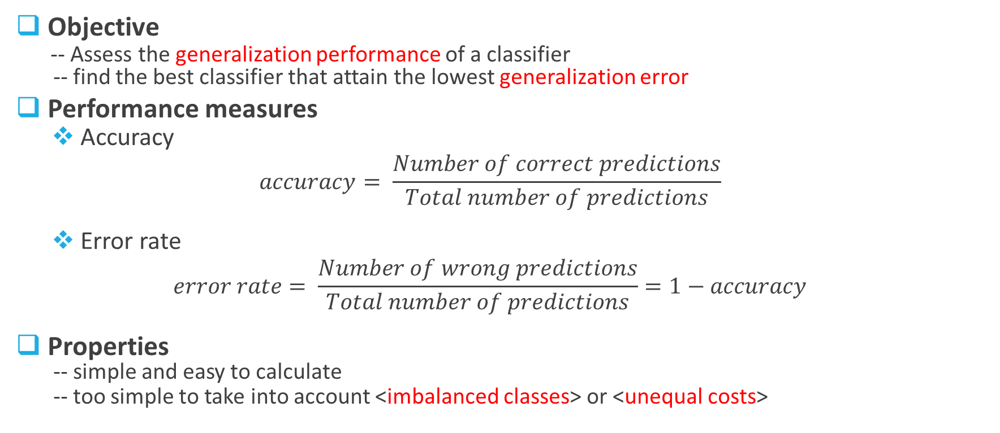 Objective
-- Assess the generalization performance of a classifier
-- find the best classifier that attain the lowest generalization error
Performance measures
Accuracy
accuracy = Number of correct predictions / Total number of predictions
Error rate
error rate = Number of wrong predictions / Total number of predictions = 1 − accuracy
Properties
-- simple and easy to calculate
-- too simple to take into account <imbalanced classes> or <unequal costs>